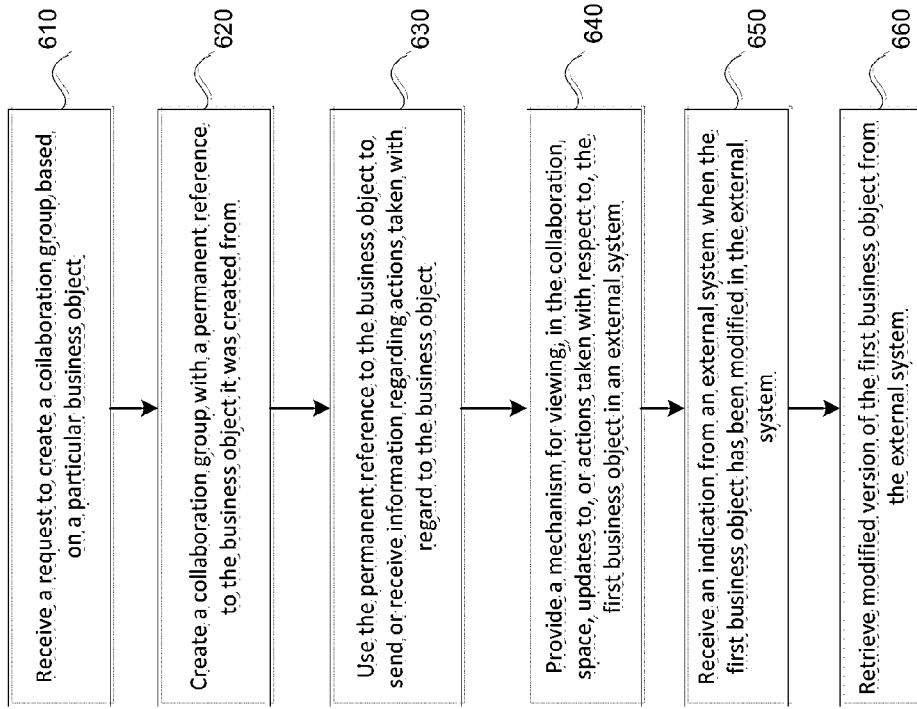 Receive a request to create a collaboration group based
on a particular business object
610
Create a collaboration group with a permanent reference
to the business object it was created from
620
Use the permanent reference to the business object to
send or receive information regarding actions taken with
regard to the business object
630
Provide a mechanism for viewing, in the collaboration
space, updates to, or actions taken with respect to, the
first business object in an external system
640
Receive an indication from an external system when the
first business object has been modified in the external
system
650
Retrieve modified version of the first business object from
the external system
660